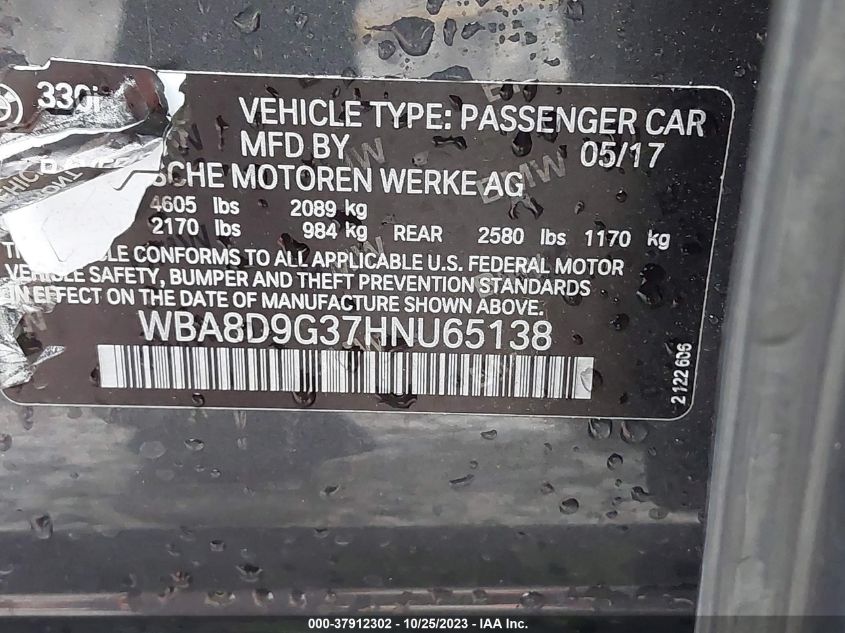 330i
VEHICLE TYPE: PASSENGER CAR
MFD BY 05/17
SCHE MOTOREN WERKE AG
4605 lbs 2089 kg
2170 lbs 984 kg REAR 2580 lbs 1170 kg
CLE CONFORMS TO ALL APPLICABLE U.S. FEDERAL MOTOR
VEHICLE SAFETY, BUMPER AND THEFT PREVENTION STANDARDS
IN EFFECT ON THE DATE OF MANUFACTURE SHOWN ABOVE.
WBA8D9G37HNU65138
2 122 606
000-37912302 - 10/25/2023 - IAA Inc.